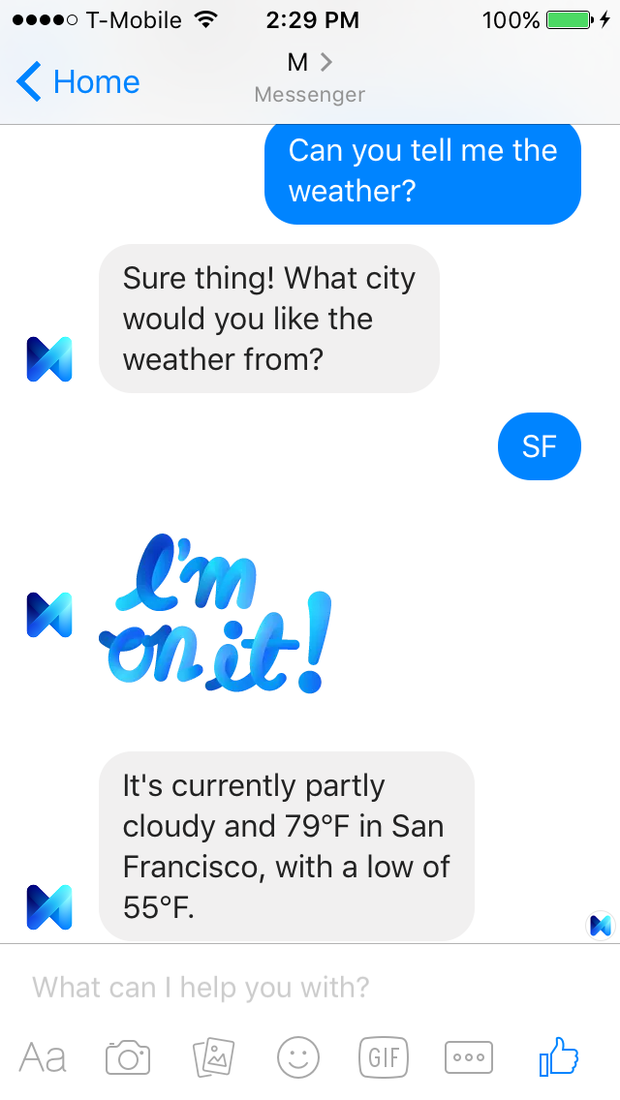 T-Mobile 2:29 PM 100%
Home
M
Messenger
Can you tell me the
weather?
Sure thing! What city
would you like the
weather from?
SF
I'm
on it!
It's currently partly
cloudy and 79°F in San
Francisco, with a low of
55°F.
What can I help you with?
Aa GIF